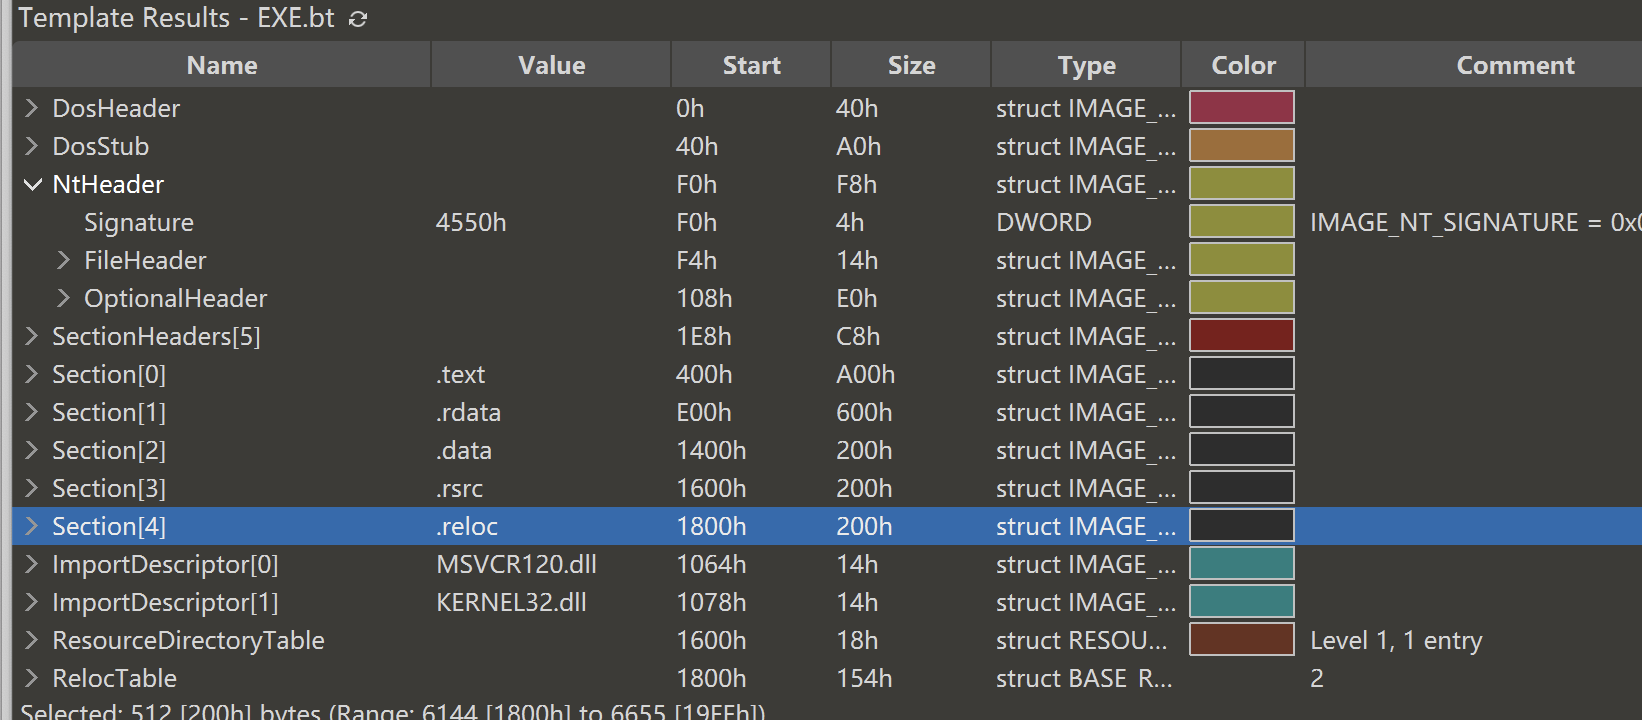 Template Results - EXE.bt
Name Value Start Size Type Color Comment
DosHeader 0h 40h struct IMAGE_...
DosStub 40h A0h struct IMAGE_...
NtHeader F0h F8h struct IMAGE_...
Signature 4550h F0h 4h DWORD IMAGE_NT_SIGNATURE = 0x0
FileHeader F4h 14h struct IMAGE_...
OptionalHeader 108h E0h struct IMAGE_...
SectionHeaders[5] 1E8h C8h struct IMAGE_...
Section[0] .text 400h A00h struct IMAGE_...
Section[1] .rdata E00h 600h struct IMAGE_...
Section[2] .data 1400h 200h struct IMAGE_...
Section[3] .rsrc 1600h 200h struct IMAGE_...
Section[4] .reloc 1800h 200h struct IMAGE_...
ImportDescriptor[0] MSVCR120.dll 1064h 14h struct IMAGE_...
ImportDescriptor[1] KERNEL32.dll 1078h 14h struct IMAGE_...
ResourceDirectoryTable 1600h 18h struct RESOU... Level 1, 1 entry
RelocTable 1800h 154h struct BASE_R... 2
Selected: 512 [200h] bytes (Range: 6144 [1800h] to 6655 [19FFh])